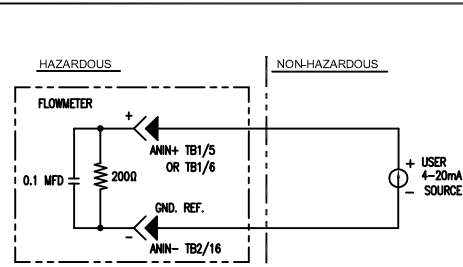 HAZARDOUS
NON-HAZARDOUS
FLOWMETER
+
ANIN+ TB1/5
OR TB1/6
0.1 MFD
200Ω
+ USER
4-20mA
- SOURCE
GND. REF.
-
ANIN- TB2/16